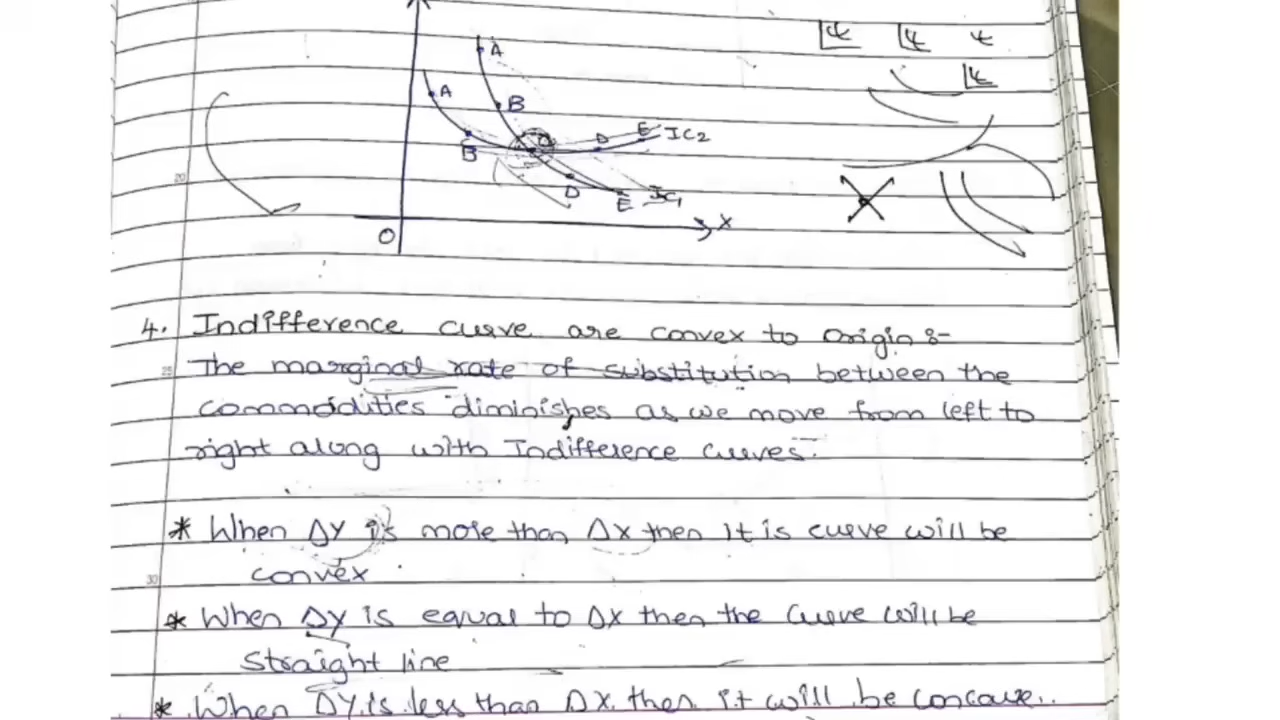 A
A
B
B
C
D
E
IC2
D
E
IC1
X
O
20
4. Indifference curve are convex to origin :-
25
The marginal rate of substitution between the
commodities diminishes as we move from left to
right along with Indifference curves.
* When ΔY is more than Δx then It is curve will be
convex
30
* When Δy is equal to Δx then the curve will be
Straight line
* When ΔY is less than Δx then it will be concave.